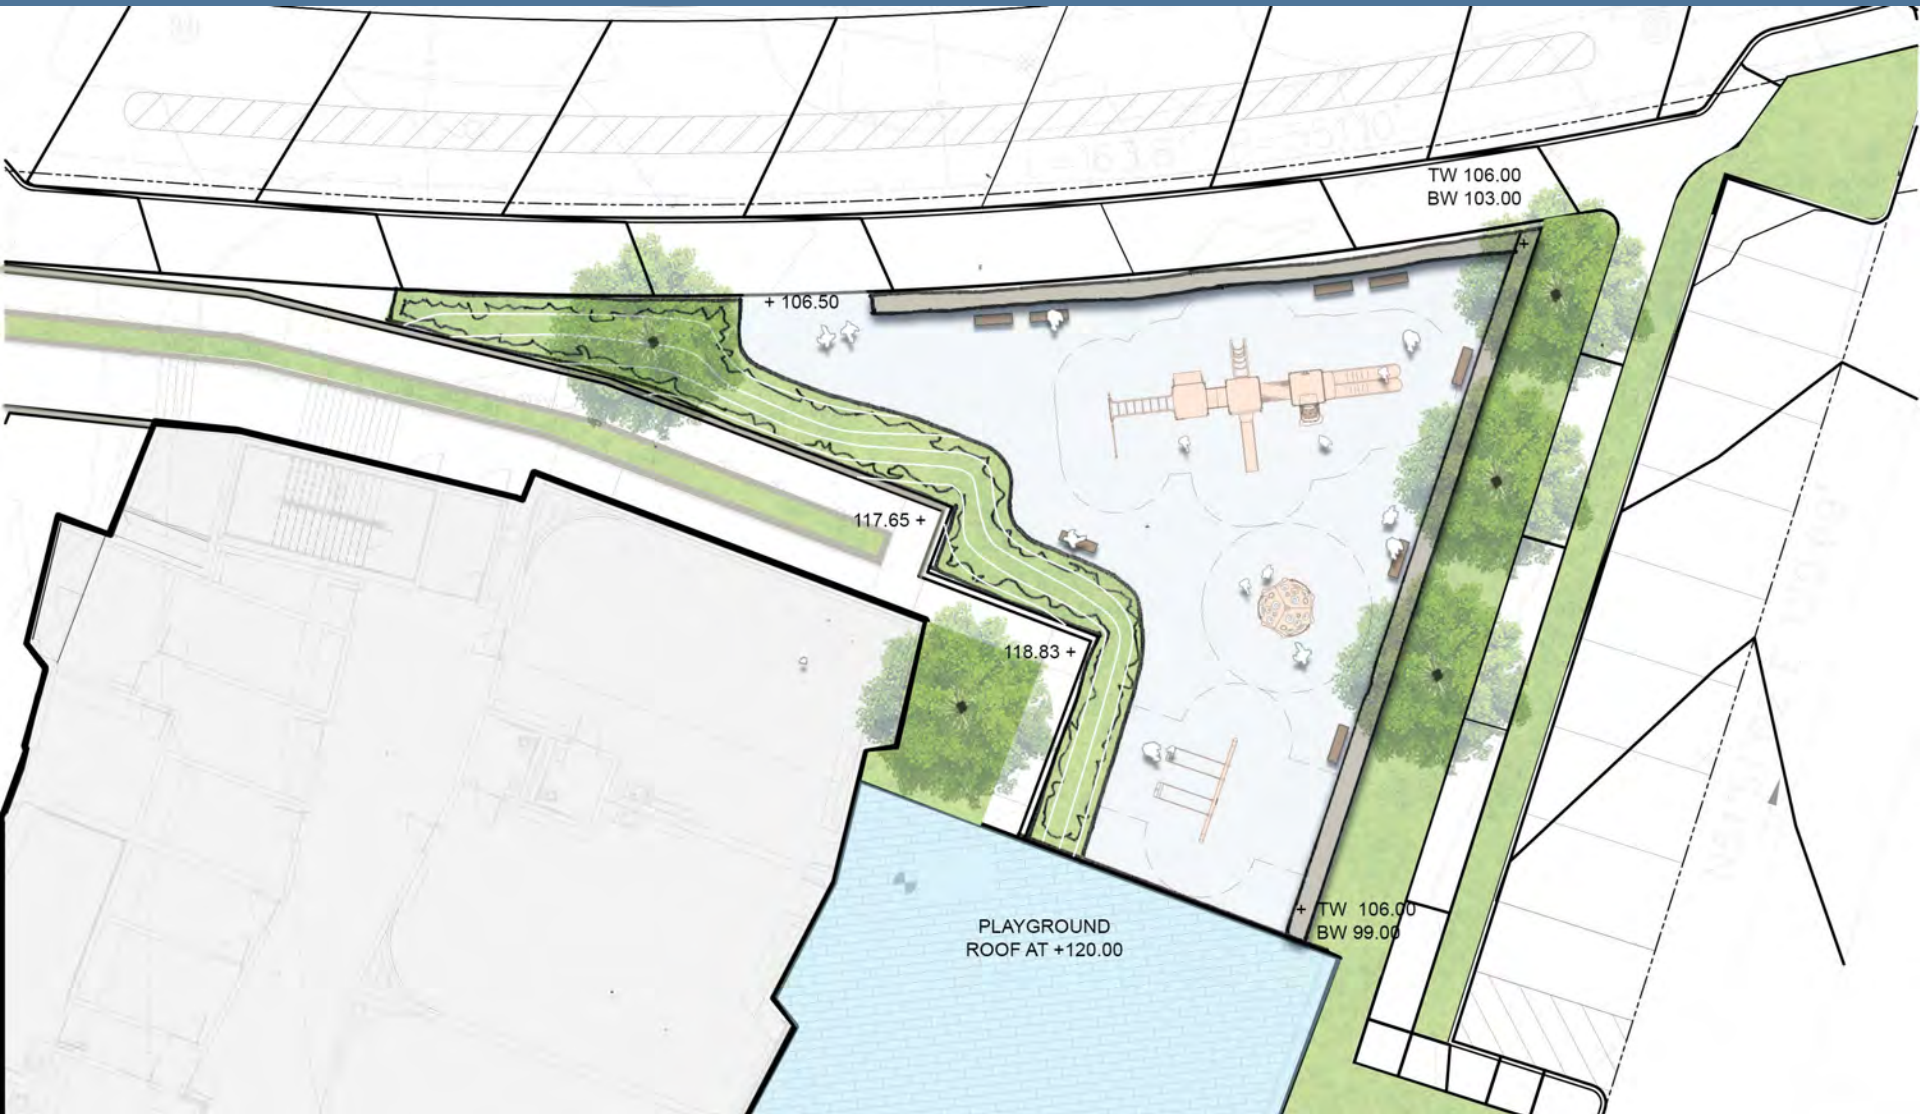 TW 106.00
BW 103.00
+ 106.50
117.65 +
118.83 +
+ TW 106.00
BW 99.00
PLAYGROUND
ROOF AT +120.00